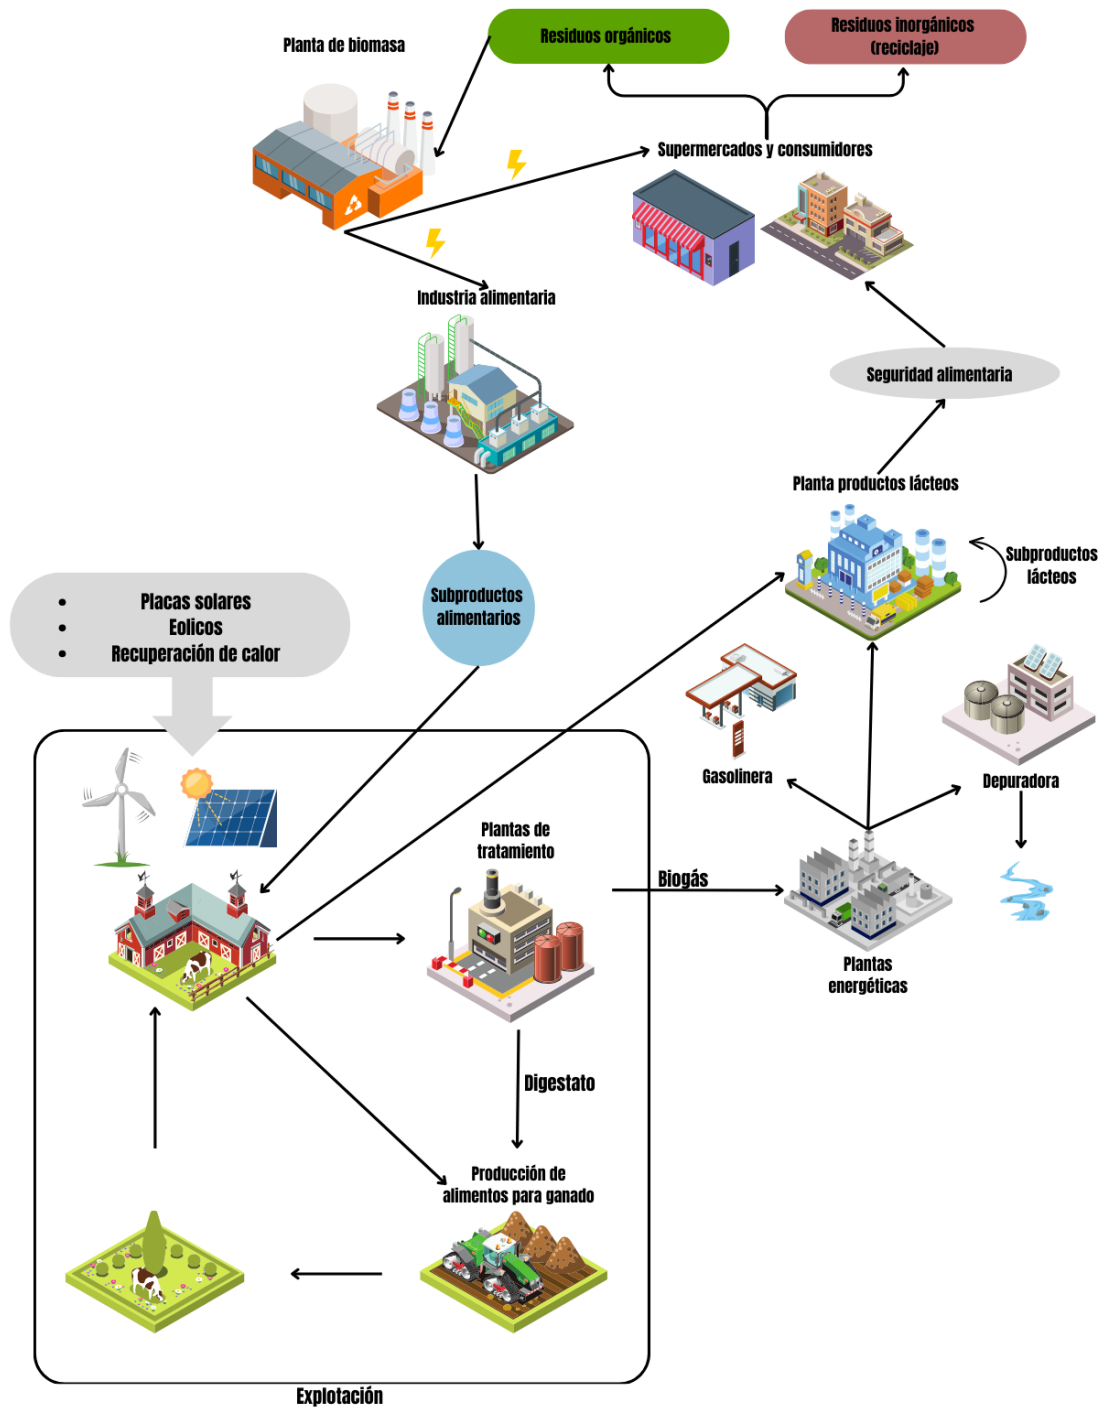 Planta de biomasa
Residuos orgánicos
Residuos inorgánicos
(reciclaje)
Supermercados y consumidores
Industria alimentaria
Seguridad alimentaria
Planta productos lácteos
Subproductos
lácteos
Subproductos
alimentarios
• Placas solares
• Eolicos
• Recuperación de calor
Gasolinera
Depuradora
Plantas de
tratamiento
Biogás
Plantas
energéticas
Digestato
Producción de
alimentos para ganado
Explotación